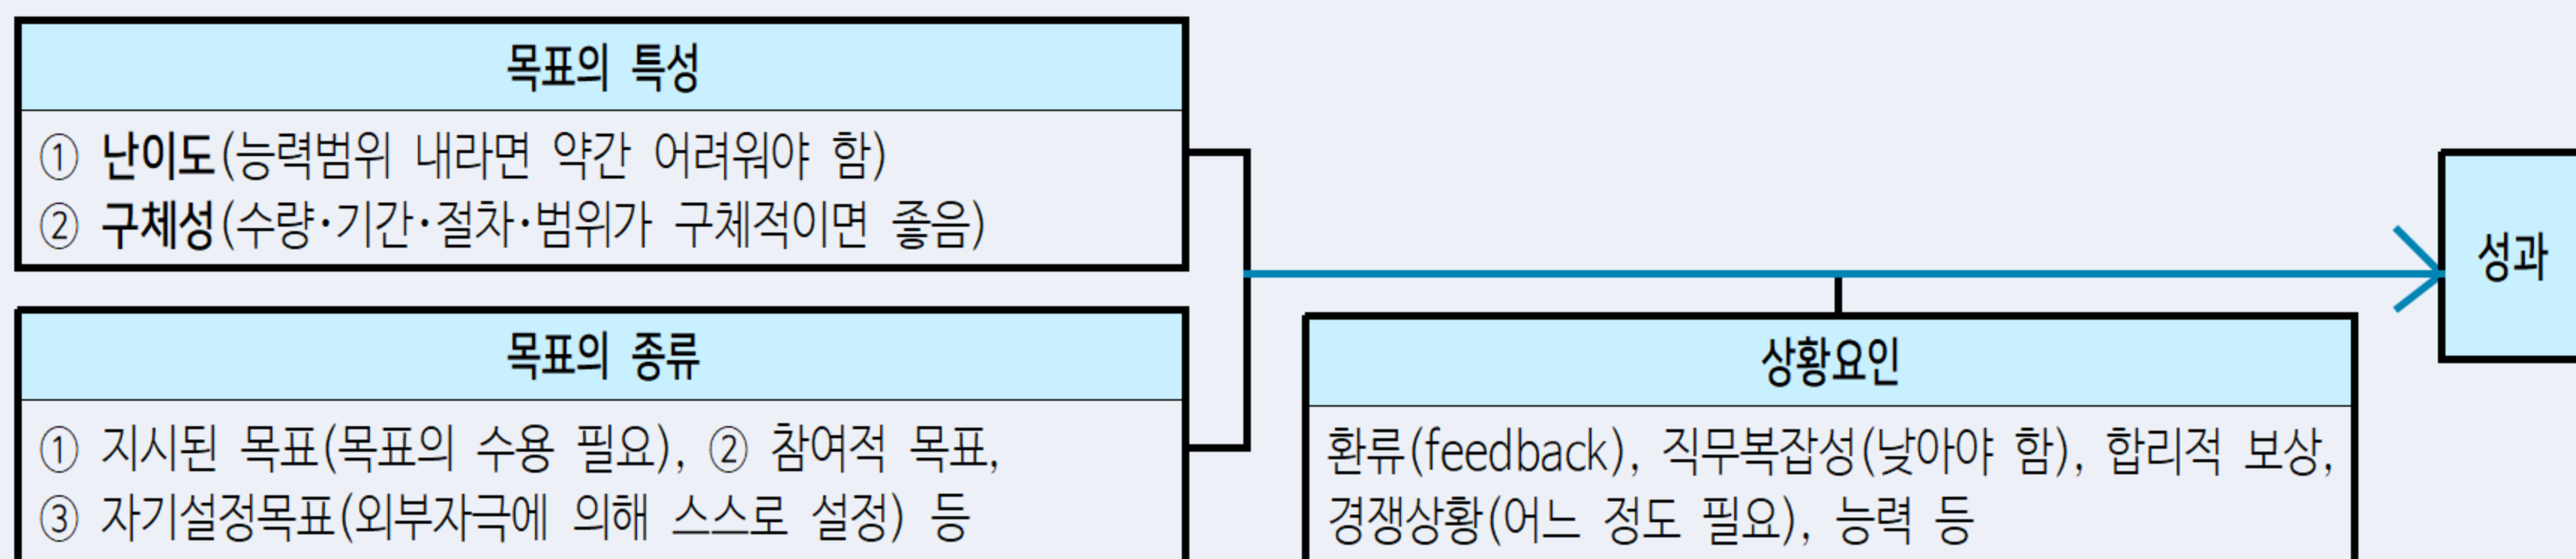 목표의 특성
① 난이도(능력범위 내라면 약간 어려워야 함)
② 구체성(수량·기간·절차·범위가 구체적이면 좋음)
목표의 종류
① 지시된 목표(목표의 수용 필요), ② 참여적 목표,
③ 자기설정목표(외부자극에 의해 스스로 설정) 등
상황요인
환류(feedback), 직무복잡성(낮아야 함), 합리적 보상,
경쟁상황(어느 정도 필요), 능력 등
성과